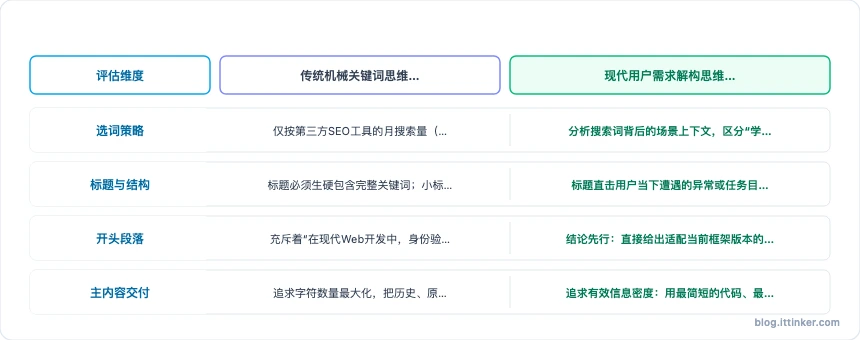 评估维度 传统机械关键词思维... 现代用户需求解构思维...
选词策略 仅按第三方SEO工具的月搜索量（... 分析搜索词背后的场景上下文，区分“学...
标题与结构 标题必须生硬包含完整关键词；小标... 标题直击用户当下遭遇的异常或任务目...
开头段落 充斥着“在现代Web开发中，身份验... 结论先行：直接给出适配当前框架版本的...
主内容交付 追求字符数量最大化，把历史、原... 追求有效信息密度：用最简短的代码、最...
blog.ittinker.com